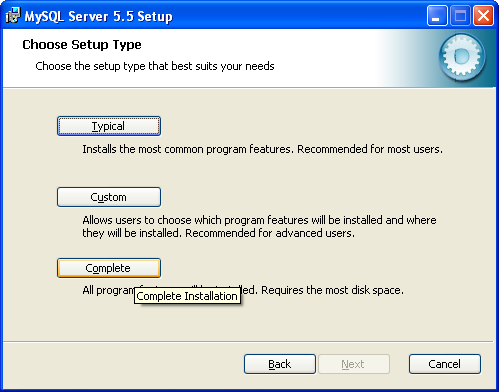 MySQL Server 5.5 Setup
Choose Setup Type
Choose the setup type that best suits your needs
Typical
Installs the most common program features. Recommended for most users.
Custom
Allows users to choose which program features will be installed and where
they will be installed. Recommended for advanced users.
Complete
All program led. Requires the most disk space.
Complete Installation
Back
Next
Cancel